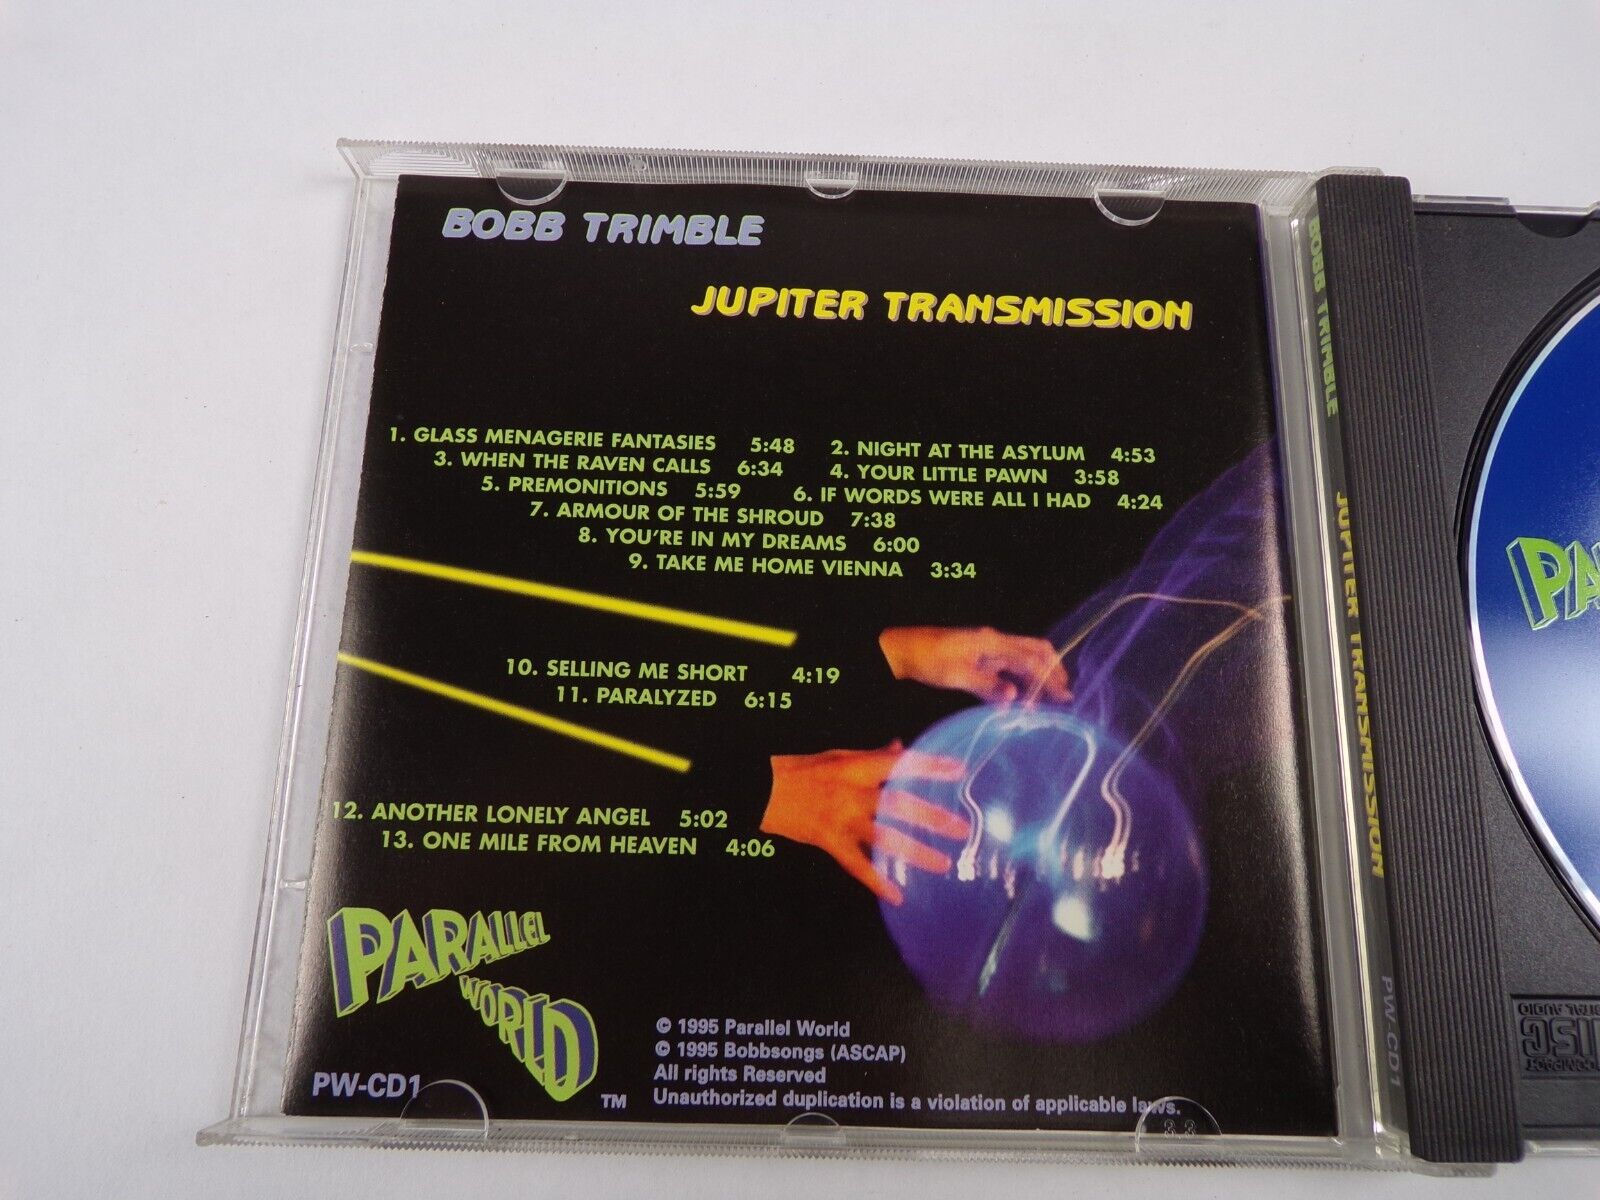 BOBB TRIMBLE
JUPITER TRANSMISSION
1. GLASS MENAGERIE FANTASIES 5:48 2. NIGHT AT THE ASYLUM 4:53
3. WHEN THE RAVEN CALLS 6:34 4. YOUR LITTLE PAWN 3:58
5. PREMONITIONS 5:59 6. IF WORDS WERE ALL I HAD 4:24
7. ARMOUR OF THE SHROUD 7:38
8. YOU'RE IN MY DREAMS 6:00
9. TAKE ME HOME VIENNA 3:34
10. SELLING ME SHORT 4:19
11. PARALYZED 6:15
12. ANOTHER LONELY ANGEL 5:02
13. ONE MILE FROM HEAVEN 4:06
PARALLEL
WORLD
TM
PW-CD1
© 1995 Parallel World
© 1995 Bobbsongs (ASCAP)
All rights Reserved
Unauthorized duplication is a violation of applicable laws.
3.3
BOBB TRIMBLE JUPITER TRANSMISSION PW-CD1